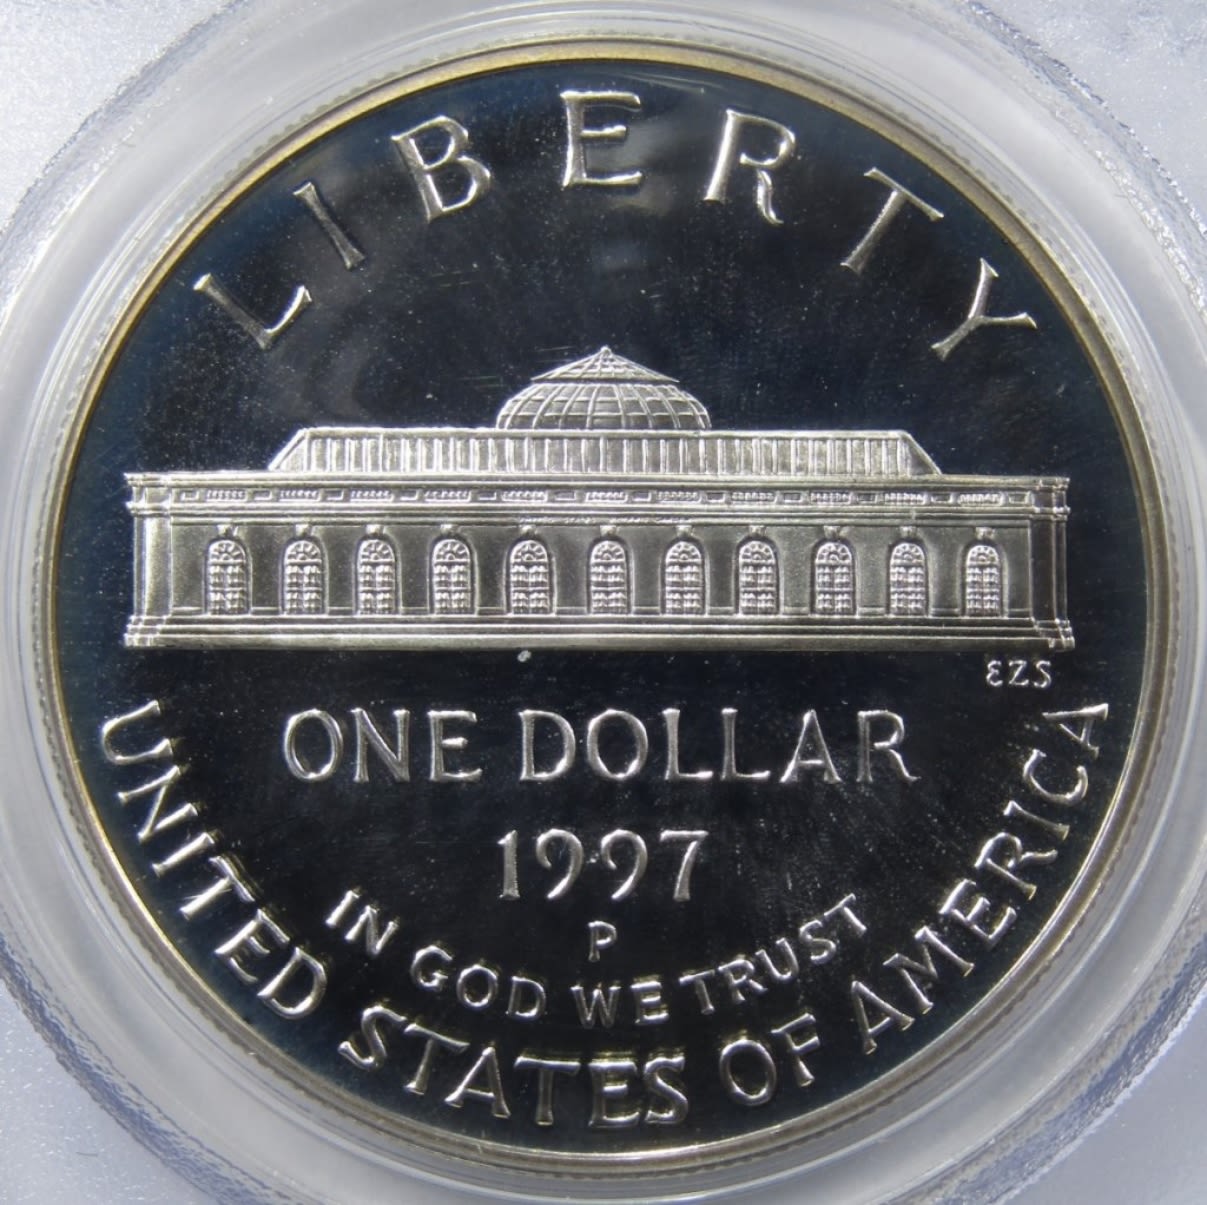 LIBERTY
EZS
ONE DOLLAR
1997
P
IN GOD WE TRUST
UNITED STATES OF AMERICA